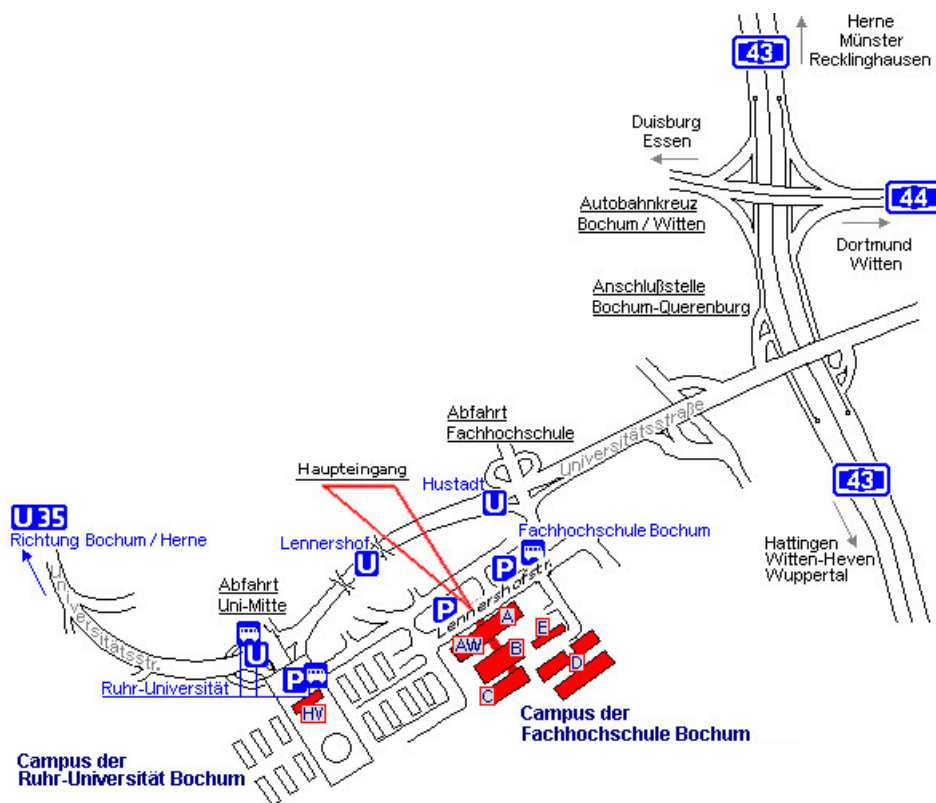 43
Herne
Münster
Recklinghausen
Duisburg
Essen
44
Autobahnkreuz
Bochum / Witten
Dortmund
Witten
Anschlußstelle
Bochum-Querenburg
Abfahrt
Fachhochschule
Universitätsstraße
Haupteingang
Hustadt
U
43
U 35
Richtung Bochum / Herne
Lennershof
U
Fachhochschule Bochum
Hattingen
Witten-Heven
Wuppertal
Abfahrt
Uni-Mitte
P
P
Lennershofstr.
Universitätsstr.
U
A
AW
E
B
D
C
Ruhr-Universität
P
HV
Campus der
Fachhochschule Bochum
Campus der
Ruhr-Universität Bochum